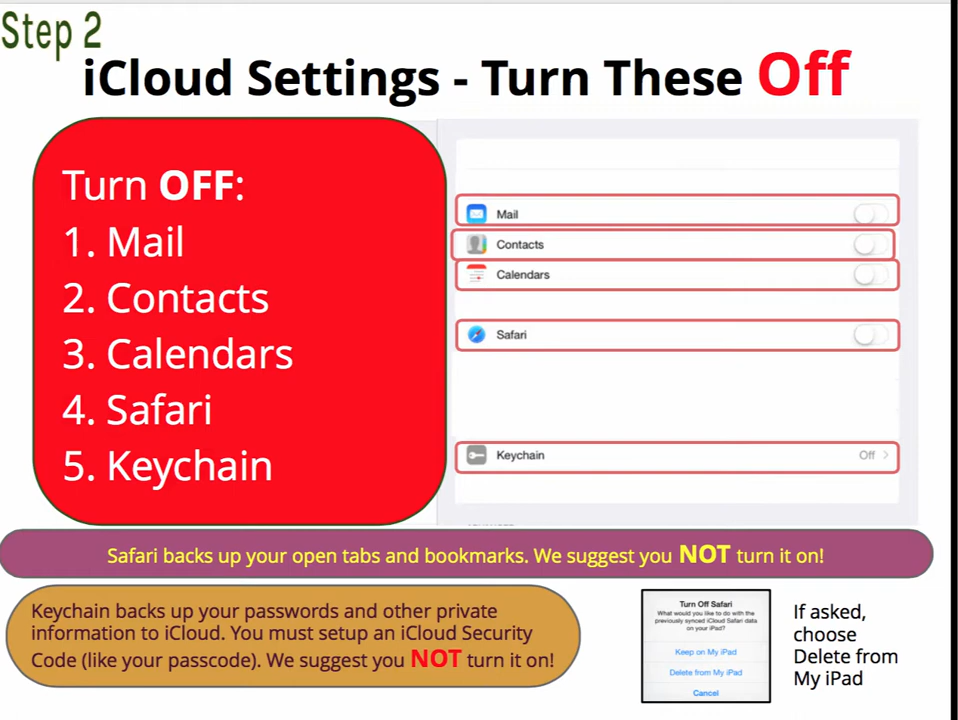 Step 2
iCloud Settings - Turn These Off
Turn OFF:
1. Mail
2. Contacts
3. Calendars
4. Safari
5. Keychain
Mail
Contacts
Calendars
Safari
Keychain Off >
Safari backs up your open tabs and bookmarks. We suggest you NOT turn it on!
Keychain backs up your passwords and other private
information to iCloud. You must setup an iCloud Security
Code (like your passcode). We suggest you NOT turn it on!
Turn Off Safari
What would you like to do with the
previously synced iCloud Safari data
on your iPad?
Keep on My iPad
Delete from My iPad
Cancel
If asked,
choose
Delete from
My iPad